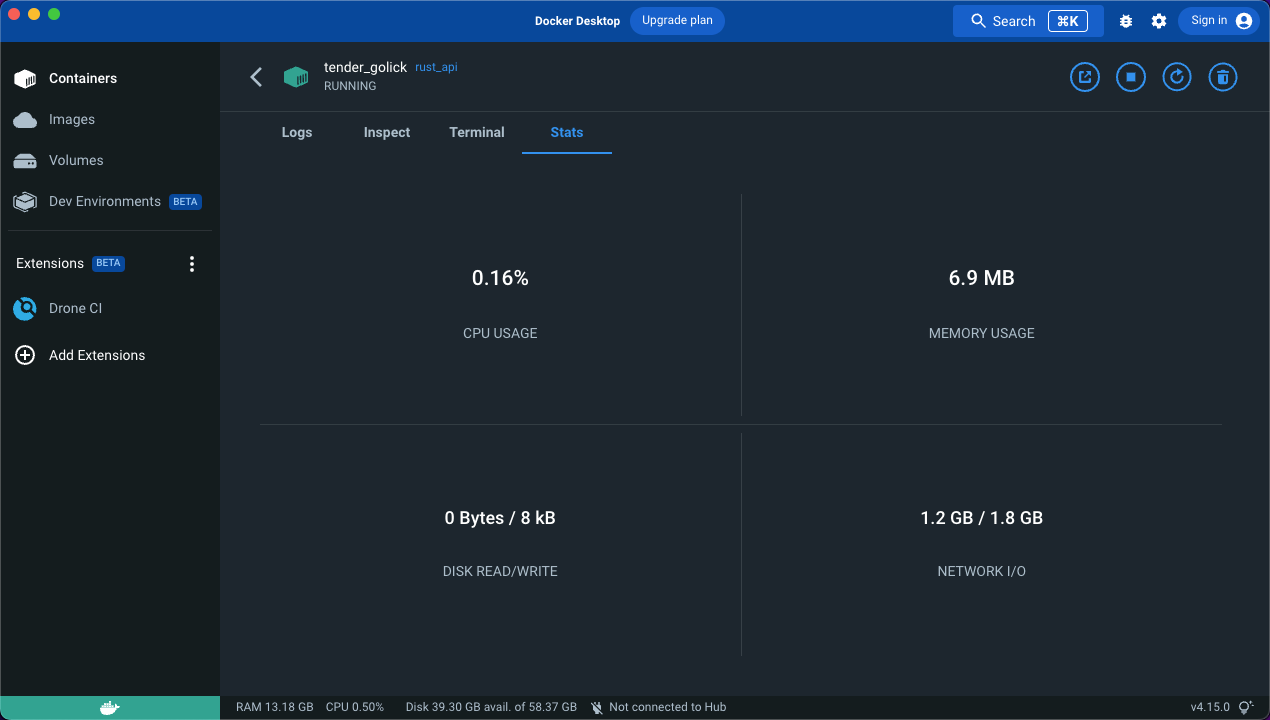 Docker Desktop Upgrade plan Search ⌘K Sign in
Containers
Images
Volumes
Dev Environments BETA
Extensions BETA
Drone CI
Add Extensions
tender_golick rust_api
RUNNING
Logs Inspect Terminal Stats
0.16%
CPU USAGE
6.9 MB
MEMORY USAGE
0 Bytes / 8 kB
DISK READ/WRITE
1.2 GB / 1.8 GB
NETWORK I/O
RAM 13.18 GB CPU 0.50% Disk 39.30 GB avail. of 58.37 GB Not connected to Hub v4.15.0